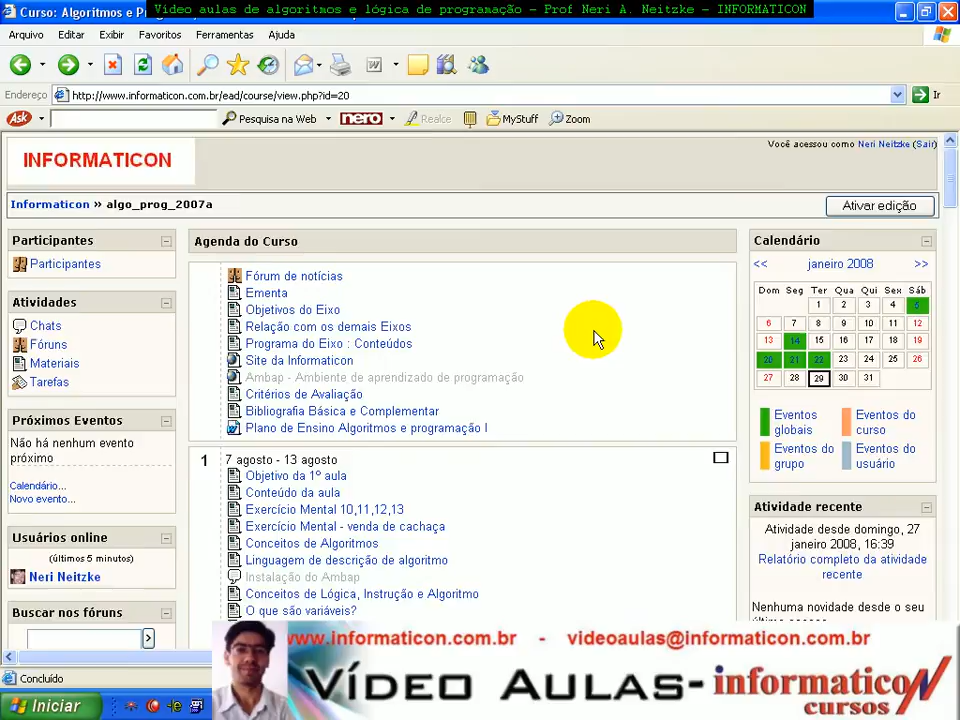 Vídeo aulas de algoritmos e lógica de programação - Prof Neri A. Neitzke - INFORMATICON
Curso: Algoritmos e P
Arquivo Editar Exibir Favoritos Ferramentas Ajuda
Endereço http://www.informaticon.com.br/ead/course/view.php?id=20 Ir
Ask Pesquisa na Web nero Realce MyStuff Zoom
INFORMATICON
Você acessou como Neri Neitzke (Sair)
Informaticon » algo_prog_2007a
Ativar edição
Participantes
Participantes
Atividades
Chats
Fóruns
Materiais
Tarefas
Próximos Eventos
Não há nenhum evento
próximo
Calendário...
Novo evento...
Usuários online
(últimos 5 minutos)
Neri Neitzke
Buscar nos fóruns
>
Agenda do Curso
Fórum de notícias
Ementa
Objetivos do Eixo
Relação com os demais Eixos
Programa do Eixo : Conteúdos
Site da Informaticon
Ambap - Ambiente de aprendizado de programação
Critérios de Avaliação
Bibliografia Básica e Complementar
Plano de Ensino Algoritmos e programação I
1 7 agosto - 13 agosto
Objetivo da 1º aula
Conteúdo da aula
Exercício Mental 10,11,12,13
Exercício Mental - venda de cachaça
Conceitos de Algoritmos
Linguagem de descrição de algoritmo
Instalação do Ambap
Conceitos de Lógica, Instrução e Algoritmo
O que são variáveis?
Calendário
<< janeiro 2008 >>
Dom Seg Ter Qua Qui Sex Sáb
1 2 3 4 5
6 7 8 9 10 11 12
13 14 15 16 17 18 19
20 21 22 23 24 25 26
27 28 29 30 31
Eventos globais
Eventos do curso
Eventos do grupo
Eventos do usuário
Atividade recente
Atividade desde domingo, 27
janeiro 2008, 16:39
Relatório completo da atividade
recente
Nenhuma novidade desde o seu
www.informaticon.com.br - videoaulas@informaticon.com.br
Vídeo Aulas-informaticon
cursos
Concluído
Iniciar